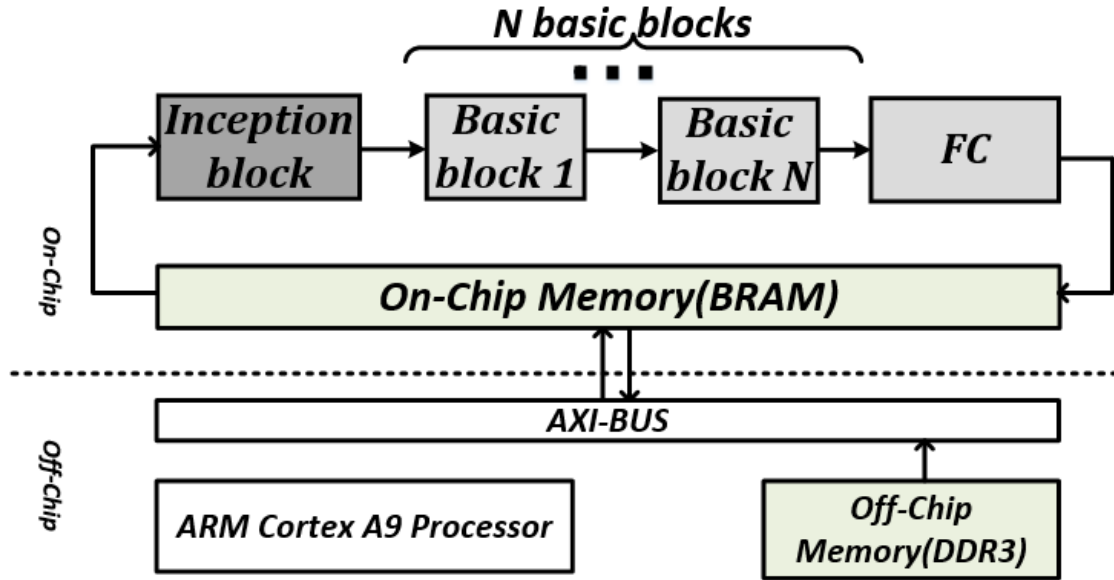 N basic blocks
Inception
block
Basic
block 1
Basic
block N
FC
On-Chip
On-Chip Memory(BRAM)
AXI-BUS
Off-Chip
ARM Cortex A9 Processor
Off-Chip
Memory(DDR3)